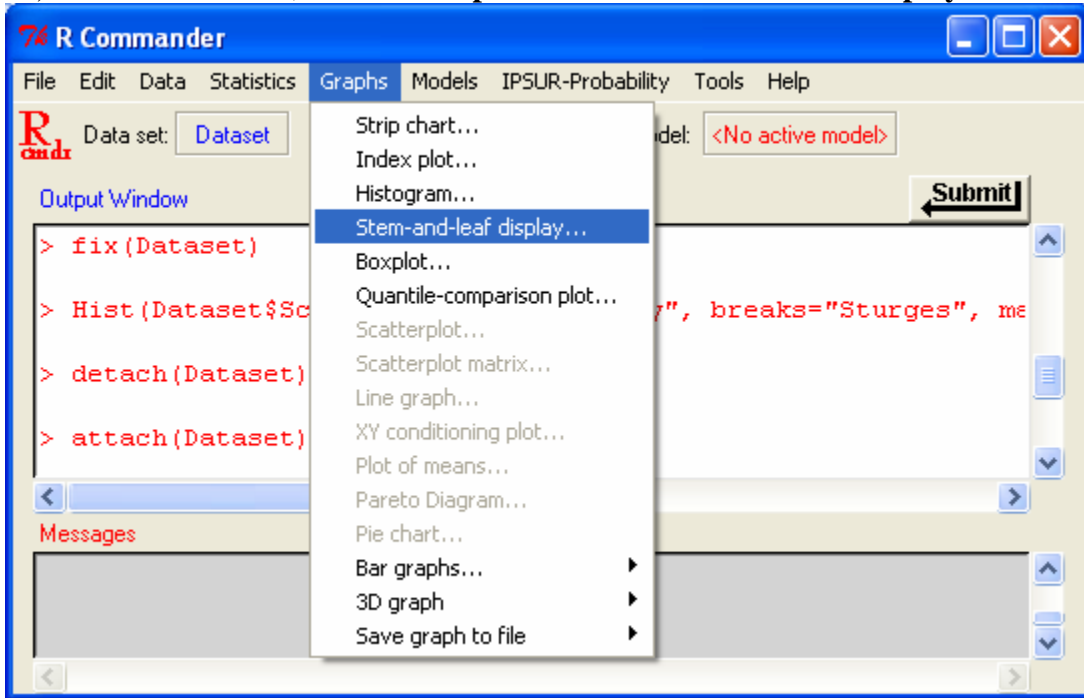 R Commander
File Edit Data Statistics Graphs Models IPSUR-Probability Tools Help
R cmdr Data set: Dataset <No active model>
Strip chart...
Index plot...
Histogram...
Stem-and-leaf display...
Boxplot...
Quantile-comparison plot...
Scatterplot...
Scatterplot matrix...
Line graph...
XY conditioning plot...
Plot of means...
Pareto Diagram...
Pie chart...
Bar graphs...
3D graph
Save graph to file
Output Window Submit
> fix(Dataset)
> Hist(Dataset$Sc ", breaks="Sturges", ma
> detach(Dataset)
> attach(Dataset)
Messages